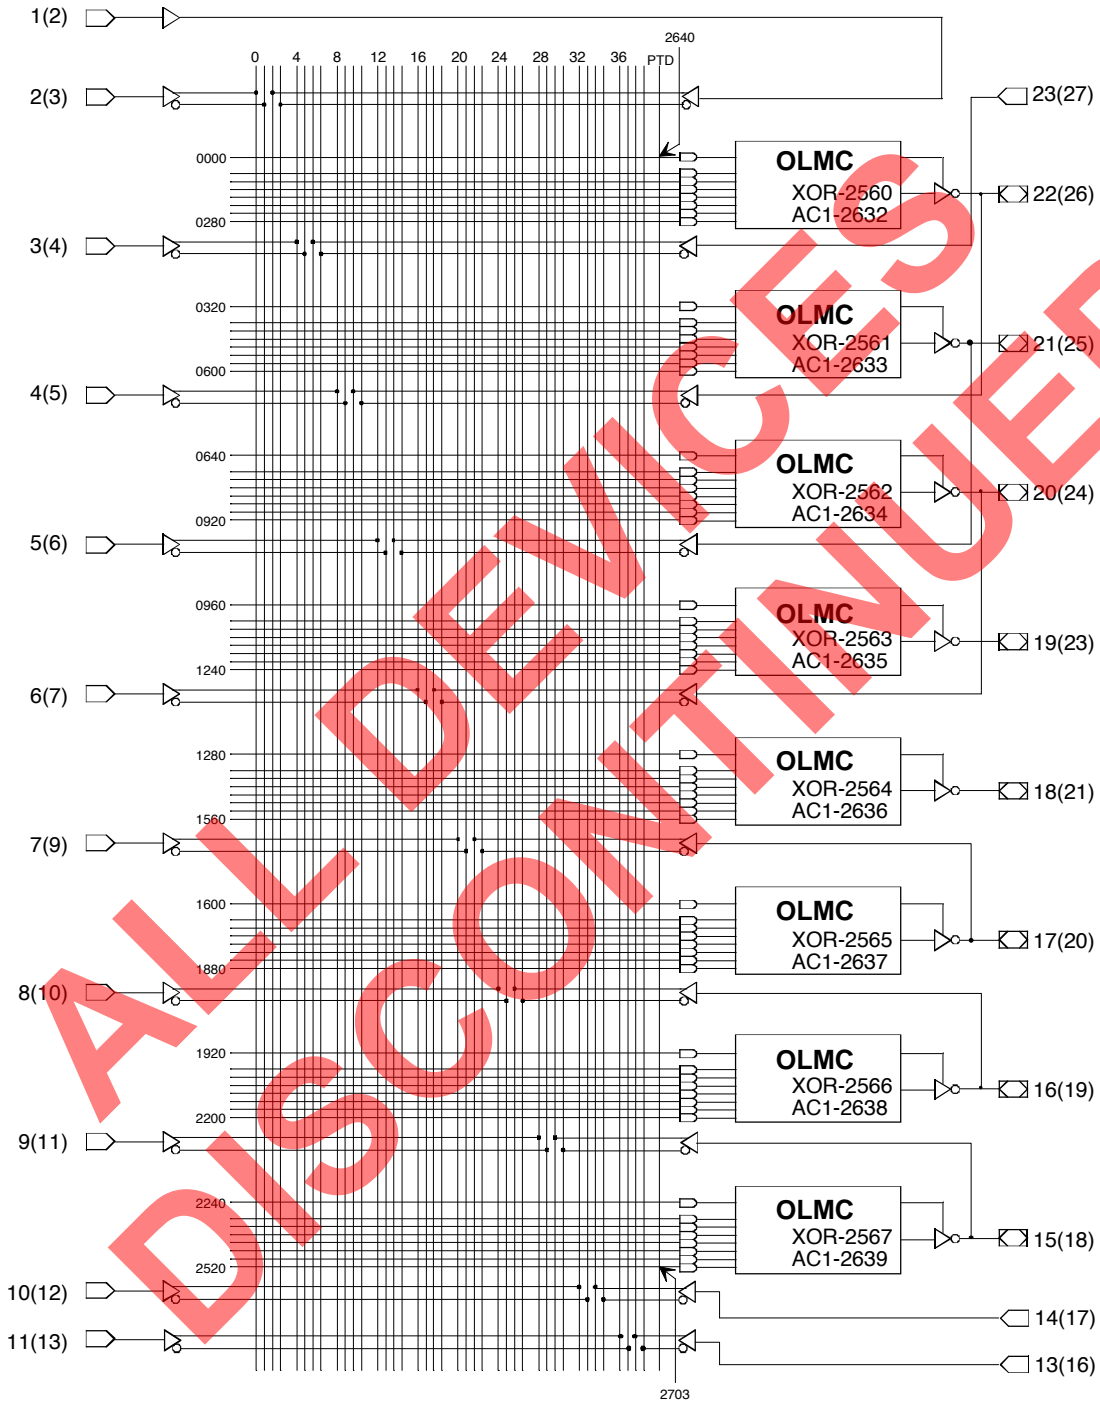 1(2)
2640
0 4 8 12 16 20 24 28 32 36 PTD
2(3)
23(27)
0000
OLMC
XOR-2560
AC1-2632
22(26)
0280
3(4)
0320
OLMC
XOR-2561
AC1-2633
21(25)
0600
4(5)
0640
OLMC
XOR-2562
AC1-2634
20(24)
0920
5(6)
0960
OLMC
XOR-2563
AC1-2635
19(23)
1240
6(7)
1280
OLMC
XOR-2564
AC1-2636
18(21)
1560
7(9)
1600
OLMC
XOR-2565
AC1-2637
17(20)
1880
8(10)
1920
OLMC
XOR-2566
AC1-2638
16(19)
2200
9(11)
2240
OLMC
XOR-2567
AC1-2639
15(18)
2520
10(12)
14(17)
11(13)
13(16)
2703
ALL DEVICES
DISCONTINUED